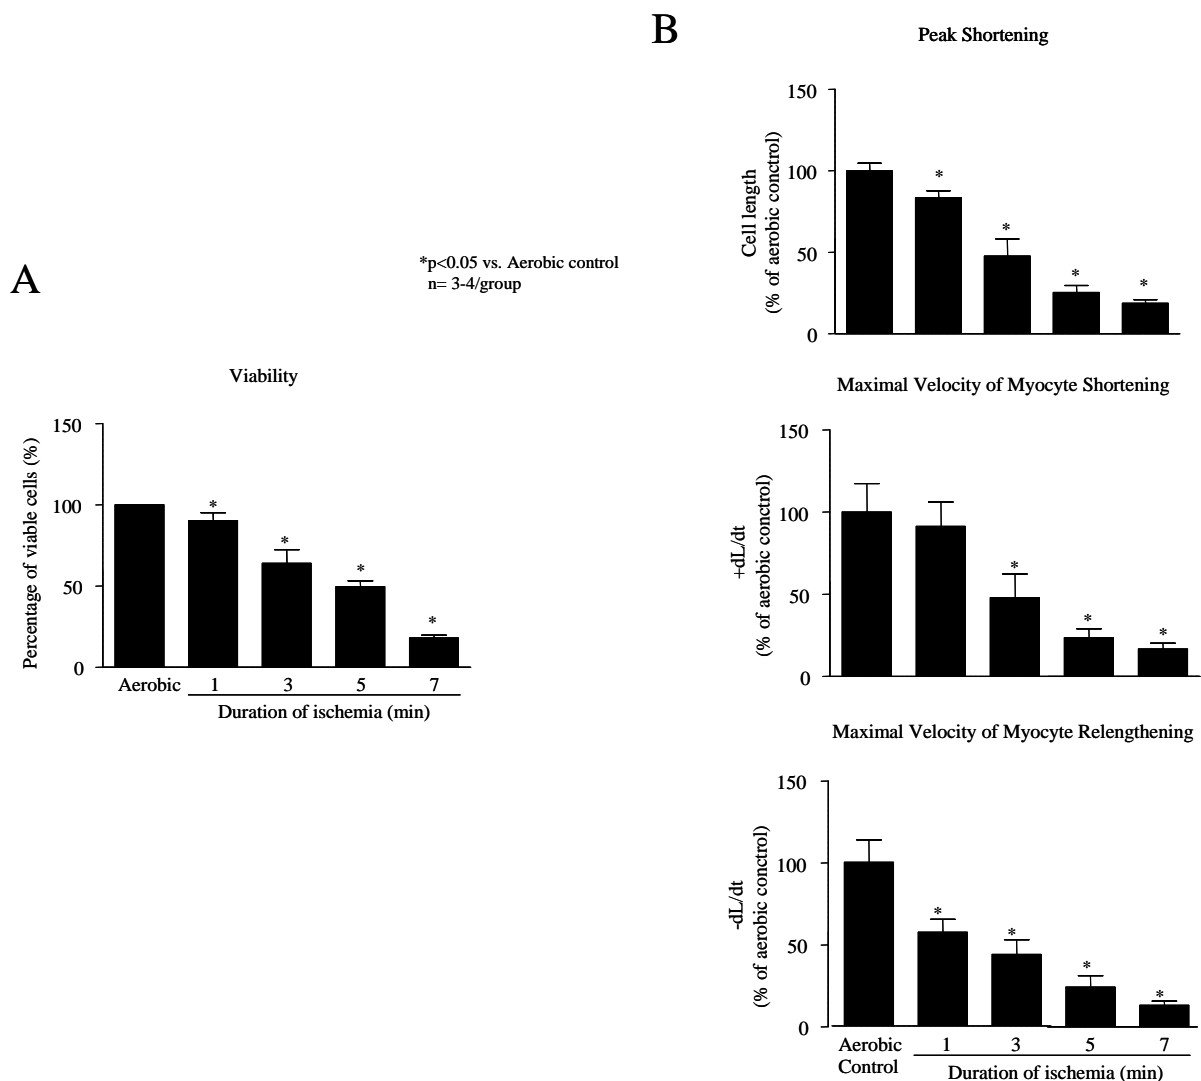 A
*p<0.05 vs. Aerobic control
n= 3-4/group
Viability
Percentage of viable cells (%)
150
100
50
0
*
*
*
*
Aerobic 1 3 5 7
Duration of ischemia (min)
B
Peak Shortening
Cell length
(% of aerobic conctrol)
150
100
50
0
*
*
*
*
Maximal Velocity of Myocyte Shortening
+dL/dt
(% of aerobic conctrol)
150
100
50
0
*
*
*
Maximal Velocity of Myocyte Relengthening
-dL/dt
(% of aerobic conctrol)
150
100
50
0
*
*
*
*
Aerobic 1 3 5 7
Control
Duration of ischemia (min)